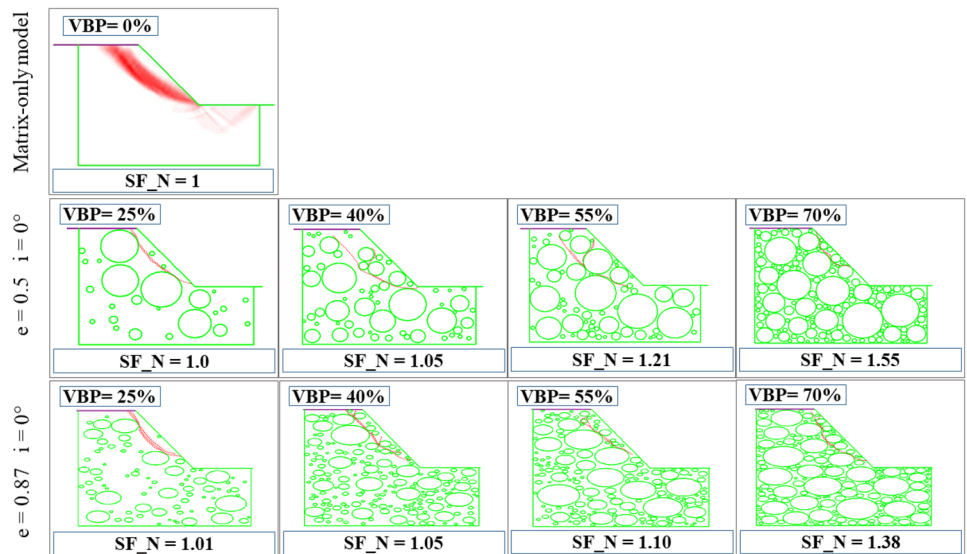 Matrix-only model
VBP= 0%
SF_N = 1
e = 0.5 i = 0°
VBP= 25%
VBP= 40%
VBP= 55%
VBP= 70%
SF_N = 1.0
SF_N = 1.05
SF_N = 1.21
SF_N = 1.55
e = 0.87 i = 0°
VBP= 25%
VBP= 40%
VBP= 55%
VBP= 70%
SF_N = 1.01
SF_N = 1.05
SF_N = 1.10
SF_N = 1.38